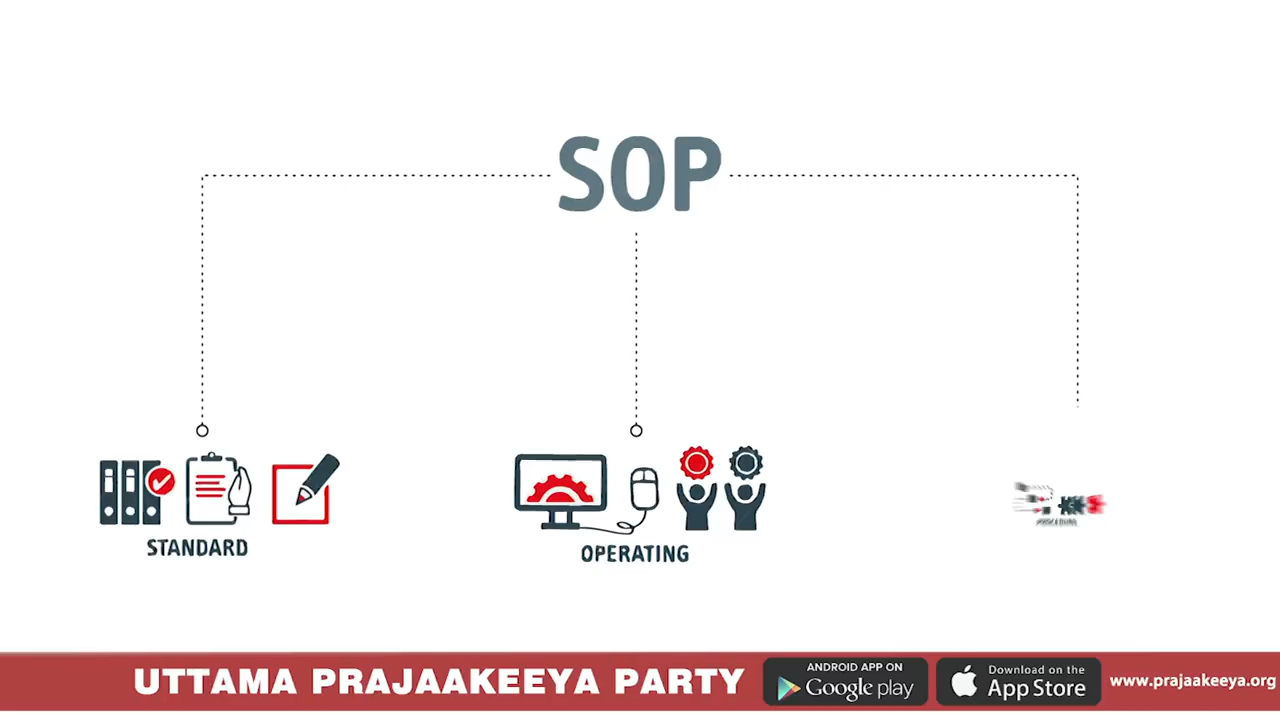 SOP
STANDARD
OPERATING
UTTAMA PRAJAAKEEYA PARTY
ANDROID APP ON
Google play
Download on the
App Store
www.prajaakeeya.org